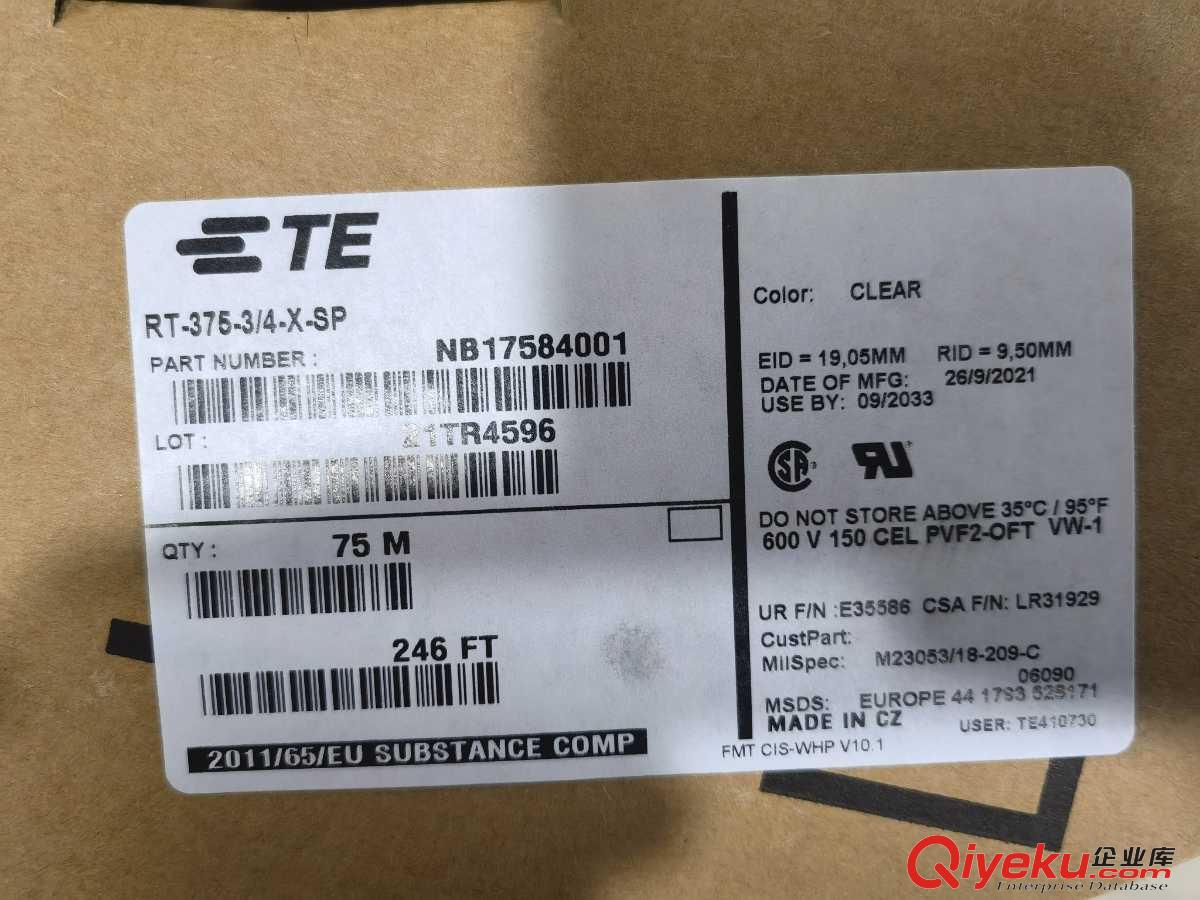 TE
RT-375-3/4-X-SP
PART NUMBER : NB17584001
LOT : 21TR4596
QTY : 75 M
246 FT
2011/65/EU SUBSTANCE COMP
Color: CLEAR
EID = 19,05MM RID = 9,50MM
DATE OF MFG: 26/9/2021
USE BY: 09/2033
DO NOT STORE ABOVE 35°C / 95°F
600 V 150 CEL PVF2-OFT VW-1
UR F/N :E35586 CSA F/N: LR31929
CustPart:
MilSpec: M23053/18-209-C
06090
MSDS: EUROPE 44 1793 528171
MADE IN CZ USER: TE410730
FMT CIS-WHP V10.1
Qiyeku企业库
.com
Enterprise Database